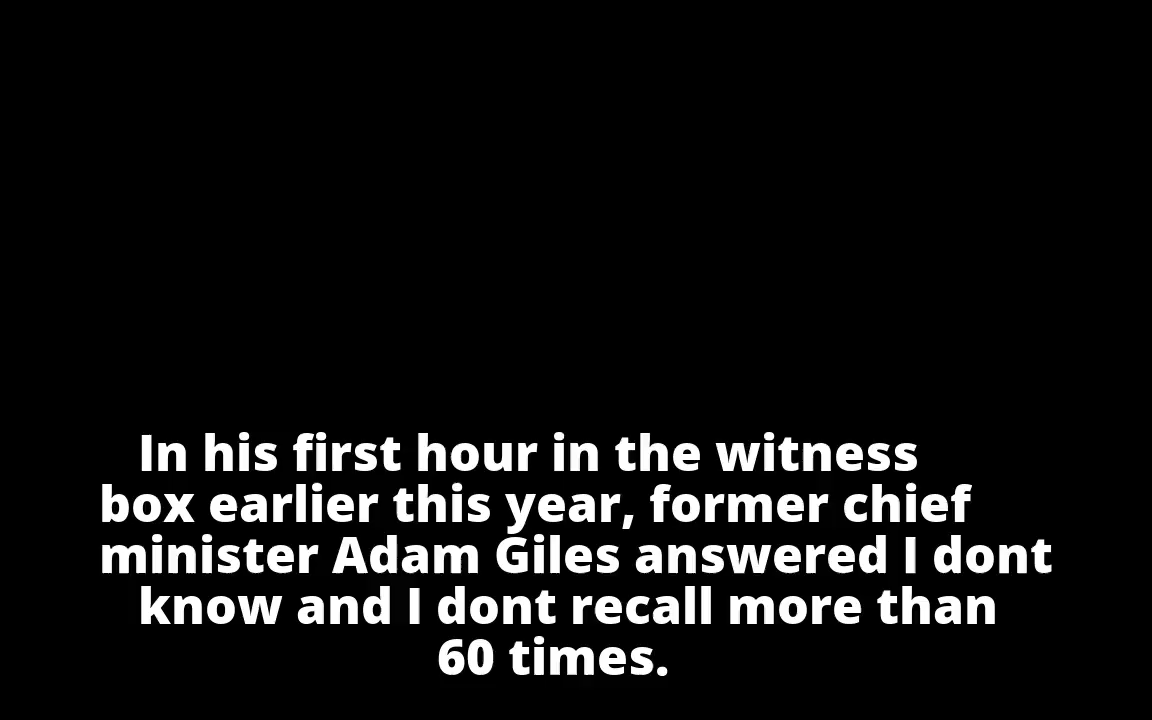 In his first hour in the witness
box earlier this year, former chief
minister Adam Giles answered I dont
know and I dont recall more than
60 times.